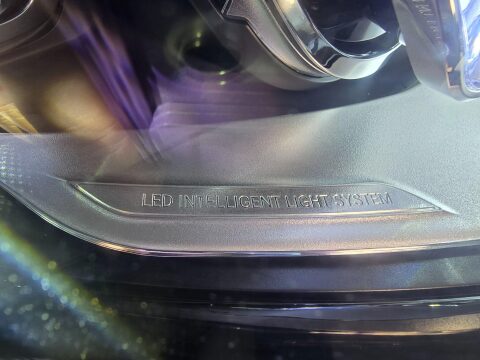 LED INTELLIGENT LIGHT SYSTEM